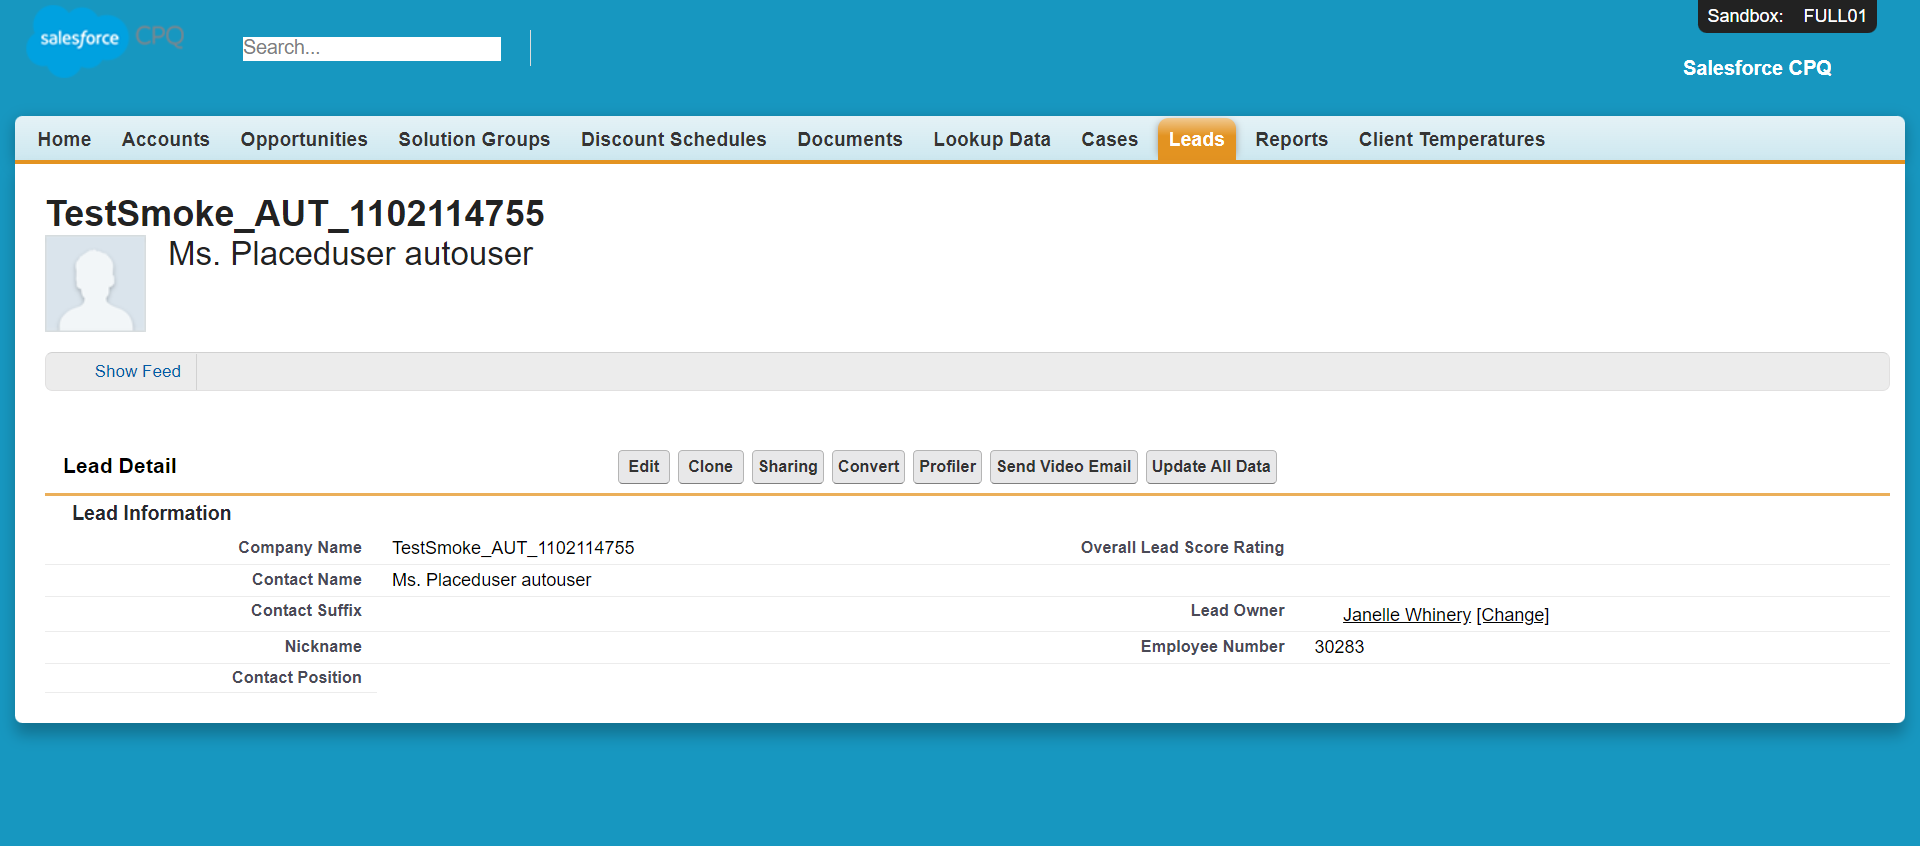 salesforce CPQ
Search...
Sandbox: FULL01
Salesforce CPQ
Home Accounts Opportunities Solution Groups Discount Schedules Documents Lookup Data Cases Leads Reports Client Temperatures
TestSmoke_AUT_1102114755
Ms. Placeduser autouser
Show Feed
Lead Detail Edit Clone Sharing Convert Profiler Send Video Email Update All Data
Lead Information
Company Name TestSmoke_AUT_1102114755 Overall Lead Score Rating
Contact Name Ms. Placeduser autouser
Contact Suffix Lead Owner Janelle Whinery [Change]
Nickname Employee Number 30283
Contact Position